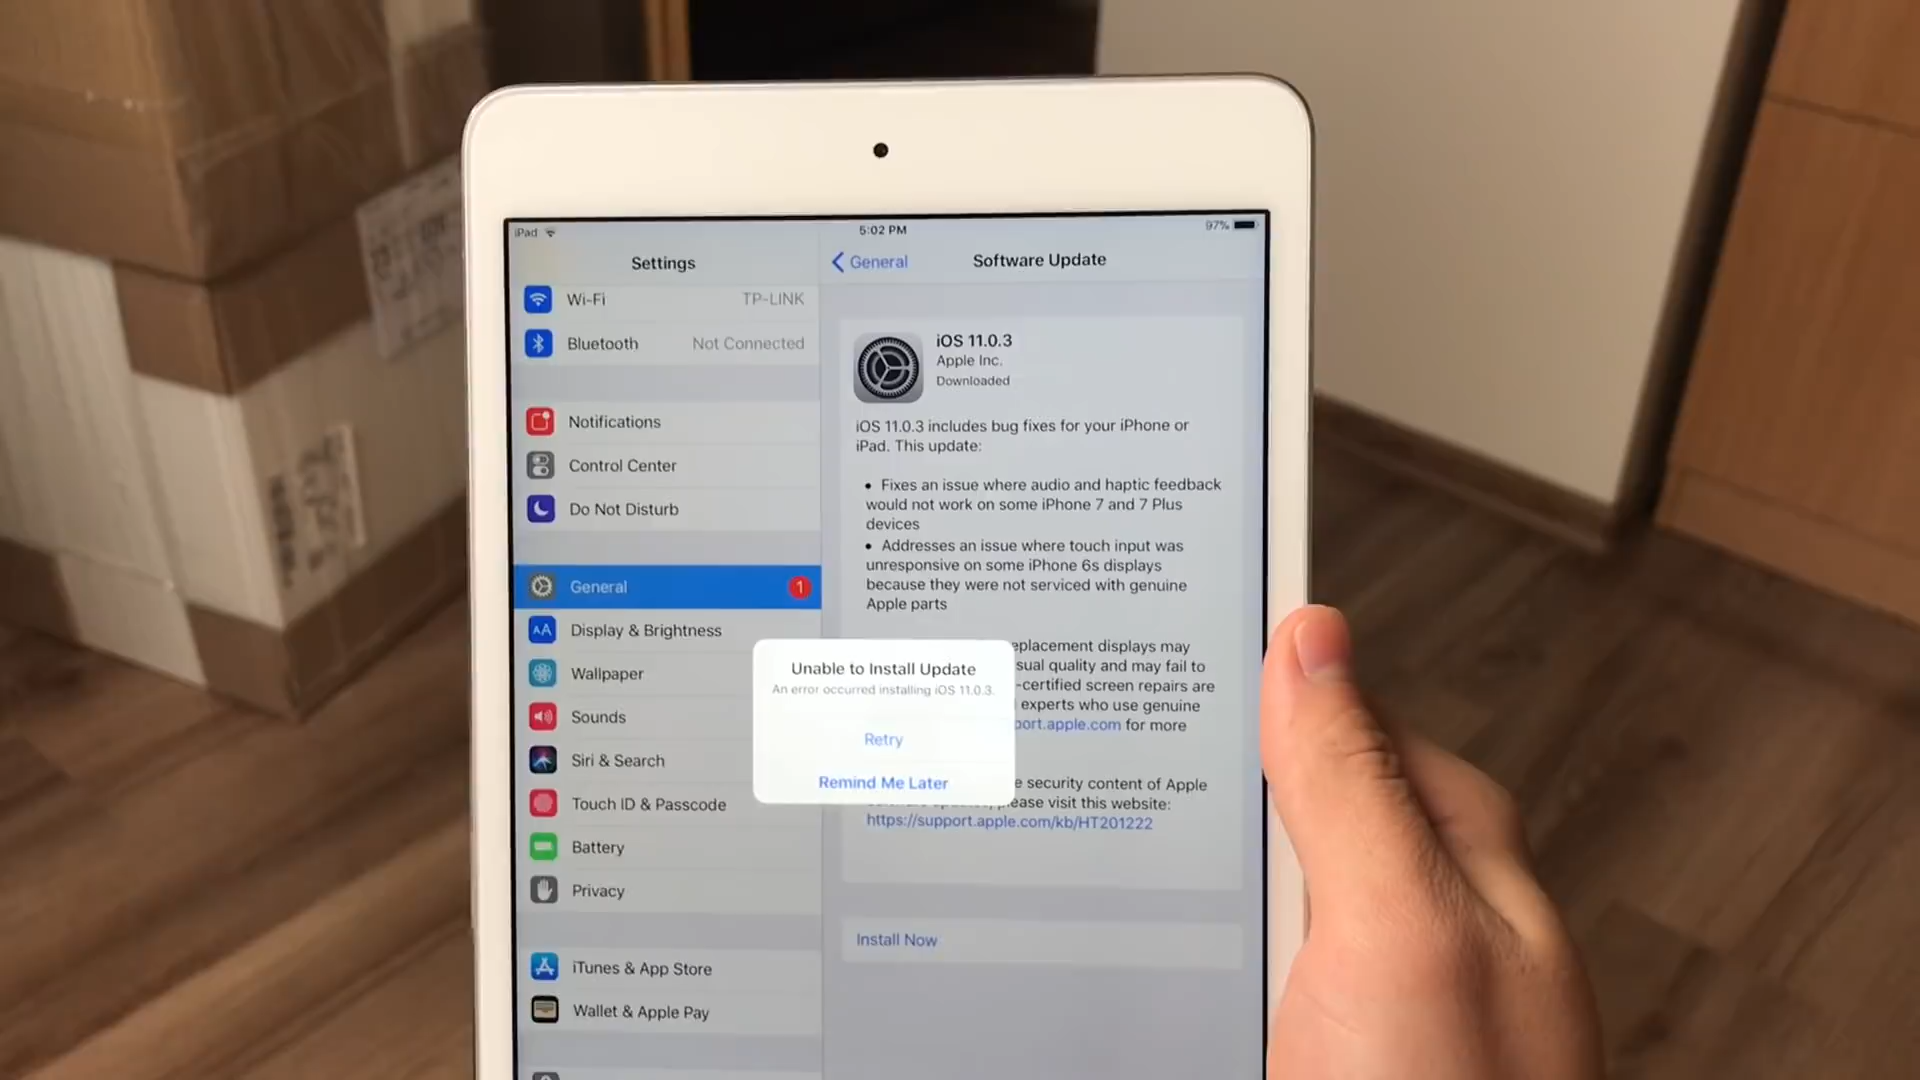 iPad
5:02 PM
97%
Settings
Wi-Fi
TP-LINK
Bluetooth
Not Connected
Notifications
Control Center
Do Not Disturb
General
1
Display & Brightness
Wallpaper
Sounds
Siri & Search
Touch ID & Passcode
Battery
Privacy
iTunes & App Store
Wallet & Apple Pay
General
Software Update
iOS 11.0.3
Apple Inc.
Downloaded
iOS 11.0.3 includes bug fixes for your iPhone or
iPad. This update:
• Fixes an issue where audio and haptic feedback
would not work on some iPhone 7 and 7 Plus
devices
• Addresses an issue where touch input was
unresponsive on some iPhone 6s displays
because they were not serviced with genuine
Apple parts
eplacement displays may
sual quality and may fail to
-certified screen repairs are
experts who use genuine
port.apple.com for more
e security content of Apple
please visit this website:
https://support.apple.com/kb/HT201222
Install Now
Unable to Install Update
An error occurred installing iOS 11.0.3.
Retry
Remind Me Later
AA